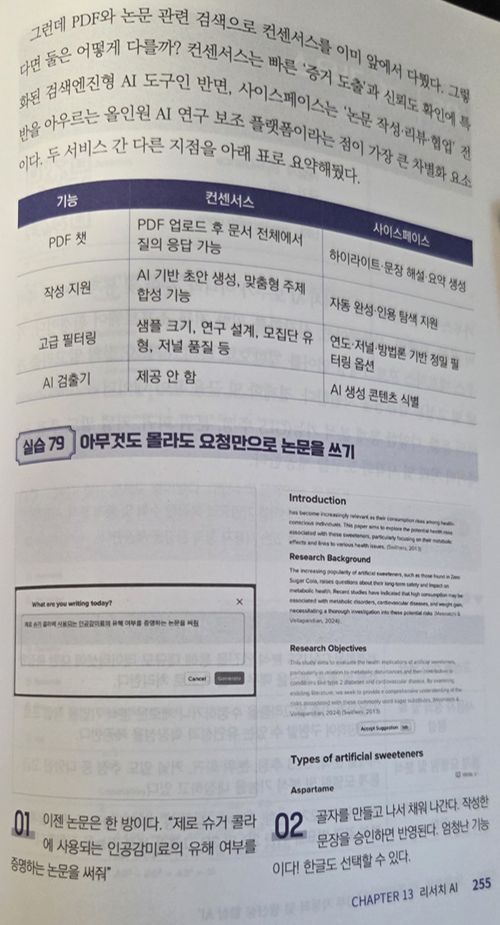 그런데 PDF와 논문 관련 검색으로 컨센서스를 이미 앞에서 다뤘다. 그렇
다면 둘은 어떻게 다를까? 컨센서스는 빠른 '증거 도출'과 신뢰도 확인에 특
화된 검색엔진형 AI 도구인 반면, 사이스페이스는 '논문 작성·리뷰·협업' 전
반을 아우르는 올인원 AI 연구 보조 플랫폼이라는 점이 가장 큰 차별화 요소
이다. 두 서비스 간 다른 지점을 아래 표로 요약해뒀다.
기능 컨센서스 사이스페이스
PDF 챗
PDF 업로드 후 문서 전체에서
질의 응답 가능
하이라이트·문장 해설·요약 생성
작성 지원
AI 기반 초안 생성, 맞춤형 주제
합성 기능
자동 완성·인용 탐색 지원
고급 필터링
샘플 크기, 연구 설계, 모집단 유
형, 저널 품질 등
연도·저널·방법론 기반 정밀 필
터링 옵션
AI 검출기
제공 안 함
AI 생성 콘텐츠 식별
실습 79 아무것도 몰라도 요청만으로 논문을 쓰기
What are you writing today? ×
제로 슈거 콜라에 사용되는 인공감미료의 유해 여부를 증명하는 논문을 써줘
Cancel Generate
01 이젠 논문은 한 방이다. "제로 슈거 콜라
에 사용되는 인공감미료의 유해 여부를
증명하는 논문을 써줘"
Introduction
has become increasingly relevant as their consumption rises among health-
conscious individuals. This paper aims to explore the potential health risks
associated with these sweeteners, particularly focusing on their metabolic
effects and links to various health issues. (Swithers, 2013)
Research Background
The increasing popularity of artificial sweeteners, such as those found in Zero
Sugar Cola, raises questions about their long-term safety and impact on
metabolic health. Recent studies have indicated that high consumption may be
associated with metabolic disorders, cardiovascular diseases, and weight gain,
necessitating a thorough investigation into these potential risks
Velapandian, 2024).
Research Objectives
This study aims to evaluate the health implications of artificial sweeteners,
particularly in relation to metabolic disturbances and their contribution to
conditions like type 2 diabetes and cardiovascular disease. By examining
existing literature, we seek to provide a comprehensive understanding of the
risks associated with these commonly used sugar substitutes.
Velapandian, 2024) (Swithers, 2013)
Accept Suggestion
Types of artificial sweeteners
Aspartame
02 골자를 만들고 나서 채워 나간다. 작성한
문장을 승인하면 반영된다. 엄청난 기능
이다! 한글도 선택할 수 있다.
CHAPTER 13 리서치 AI 255